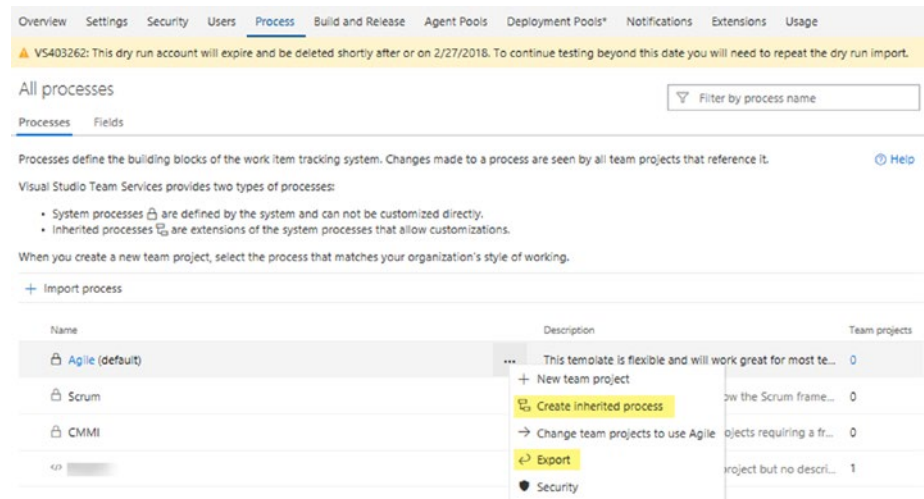 Overview Settings Security Users Process Build and Release Agent Pools Deployment Pools* Notifications Extensions Usage
VS403262: This dry run account will expire and be deleted shortly after or on 2/27/2018. To continue testing beyond this date you will need to repeat the dry run import.
All processes
Filter by process name
Processes Fields
Processes define the building blocks of the work item tracking system. Changes made to a process are seen by all team projects that reference it.
Help
Visual Studio Team Services provides two types of processes:
• System processes are defined by the system and can not be customized directly.
• Inherited processes are extensions of the system processes that allow customizations.
When you create a new team project, select the process that matches your organization's style of working.
+ Import process
Name Description Team projects
Agile (default) ... This template is flexible and will work great for most te... 0
+ New team project
Scrum ow the Scrum frame... 0
Create inherited process
CMMI ojects requiring a fr... 0
Change team projects to use Agile
Export
roject but no descri... 1
Security